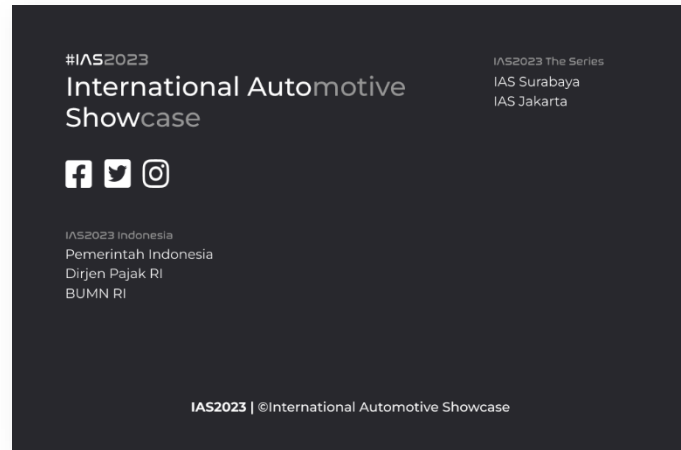 #IAS2023
International Automotive
Showcase
IAS2023 The Series
IAS Surabaya
IAS Jakarta
IAS2023 Indonesia
Pemerintah Indonesia
Dirjen Pajak RI
BUMN RI
IAS2023 | ©International Automotive Showcase